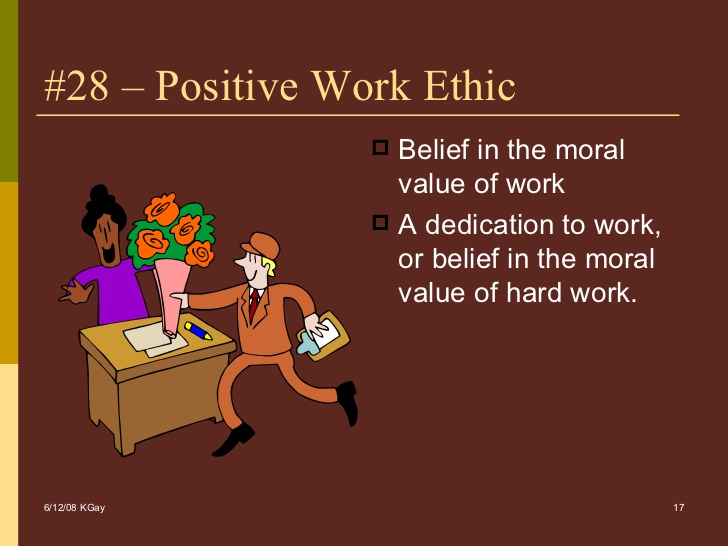 #28 – Positive Work Ethic
Belief in the moral
value of work
A dedication to work,
or belief in the moral
value of hard work.
6/12/08 KGay
17